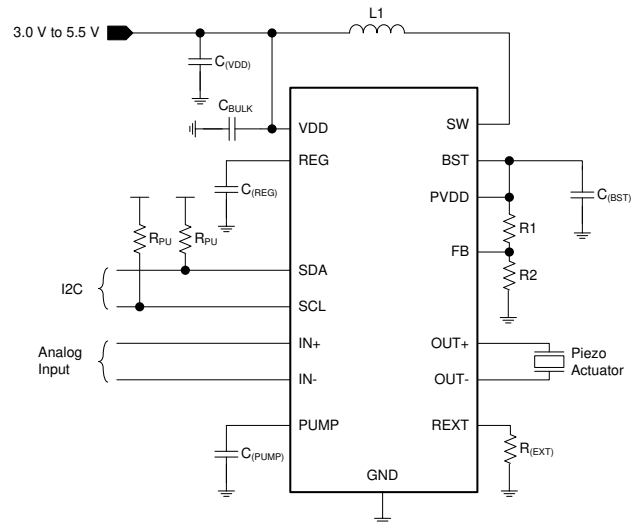 L1
3.0 V to 5.5 V
C(VDD)
CBULK
VDD
SW
REG
BST
C(REG)
C(BST)
PVDD
RPU
RPU
R1
FB
SDA
R2
I2C
SCL
Analog
Input
IN+
OUT+
Piezo
Actuator
IN-
OUT-
PUMP
REXT
C(PUMP)
R(EXT)
GND